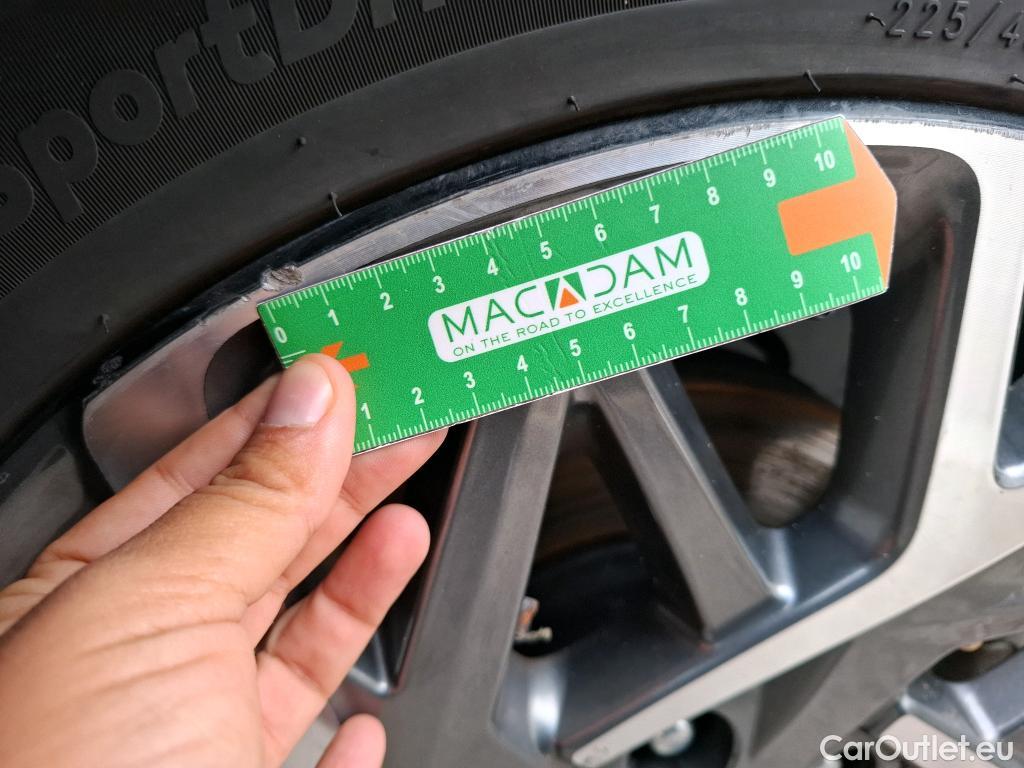 SportD
225/4
0 1 2 3 4 5 6 7 8 9 10
MACADAM
ON THE ROAD TO EXCELLENCE
1 2 3 4 5 6 7 8 9 10
CarOutlet.eu